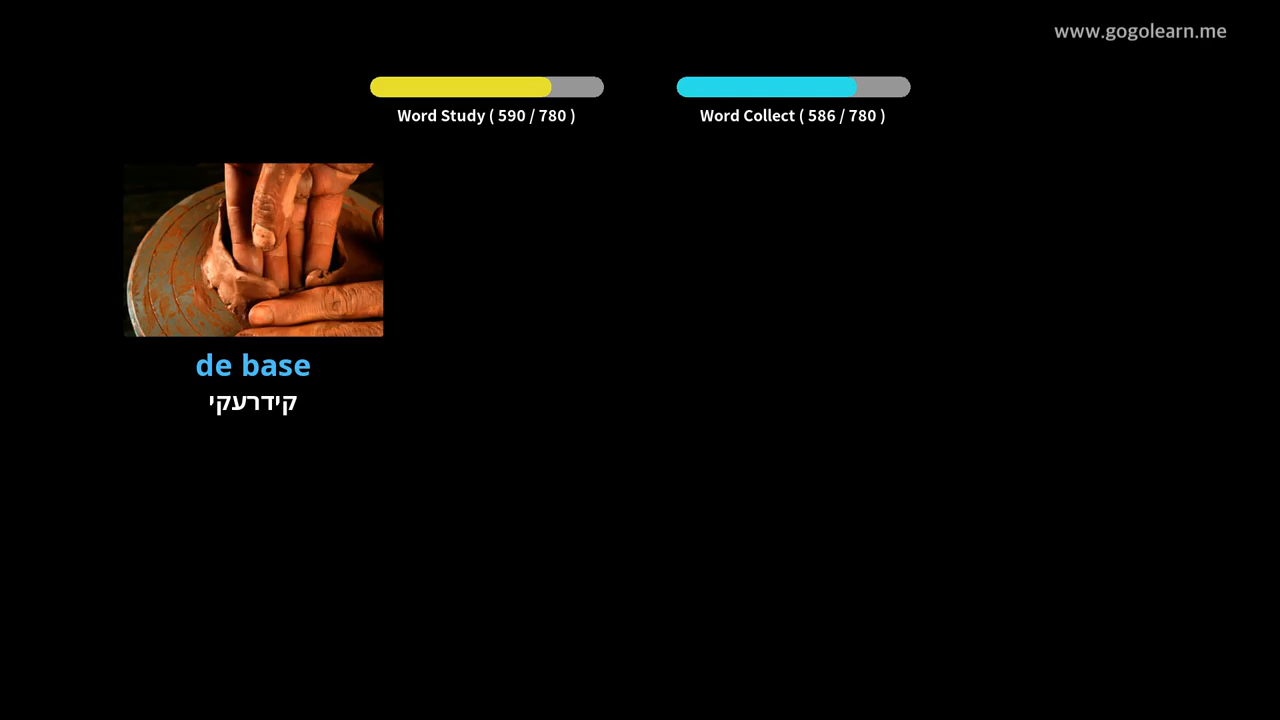 www.gogolearn.me
Word Study ( 590 / 780 )
Word Collect ( 586 / 780 )
de base
קידרעקי